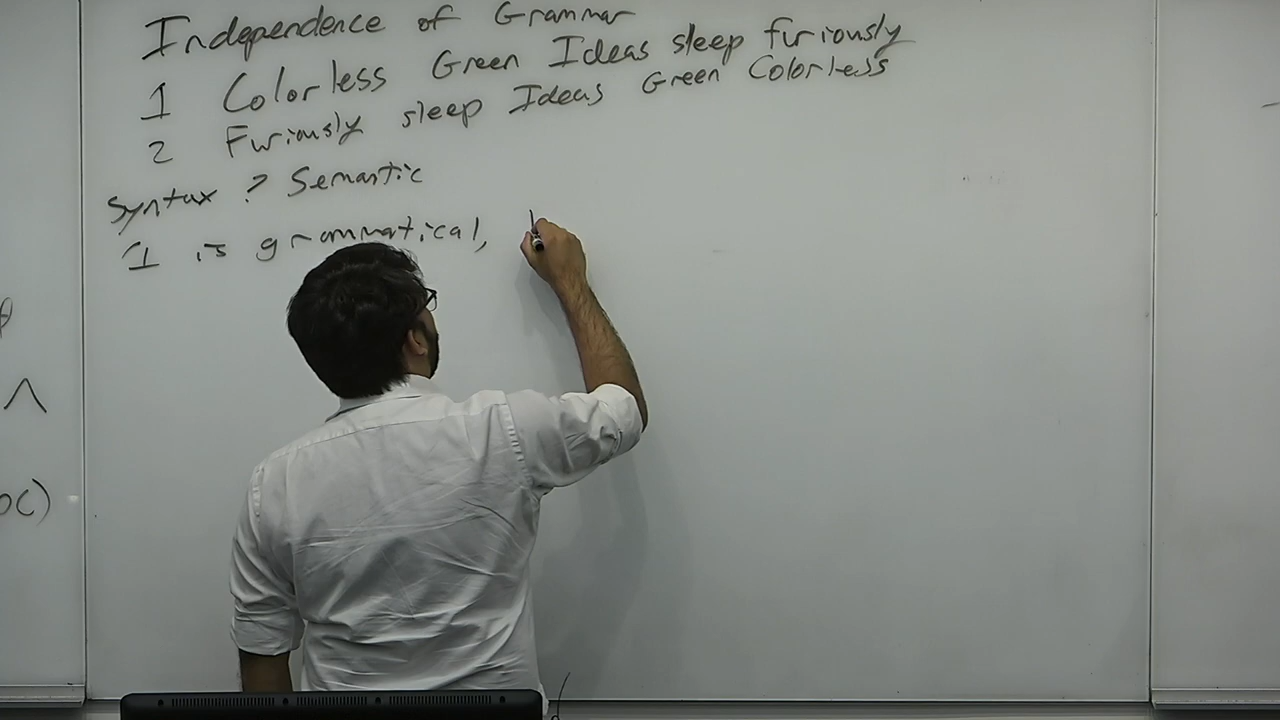 Independence of Grammar
1 Colorless Green Ideas sleep furiously
2 Furiously sleep Ideas Green Colorless
Syntax ? Semantic
1 is grammatical,
OC)